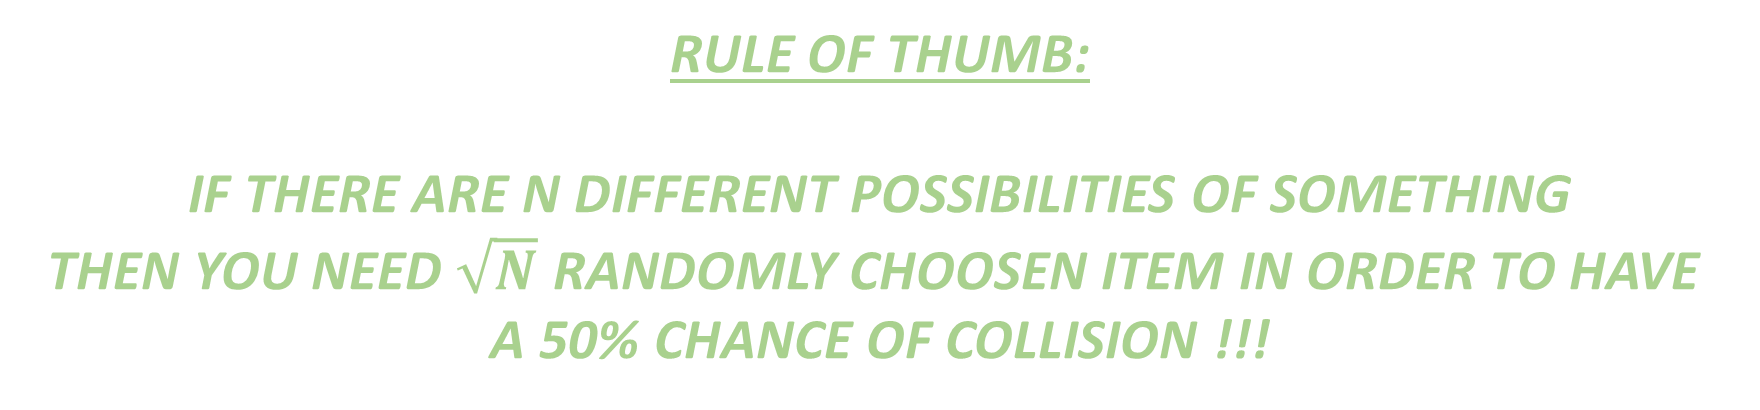 RULE OF THUMB:
IF THERE ARE N DIFFERENT POSSIBILITIES OF SOMETHING
THEN YOU NEED √N RANDOMLY CHOOSEN ITEM IN ORDER TO HAVE
A 50% CHANCE OF COLLISION !!!